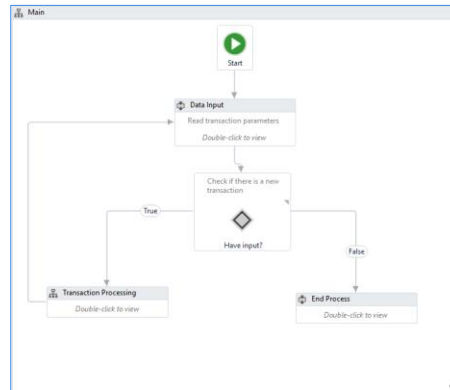 Main
Start
Data Input
Read transaction parameters
Double-click to view
Check if there is a new
transaction
True
Have input?
False
Transaction Processing
Double-click to view
End Process
Double-click to view